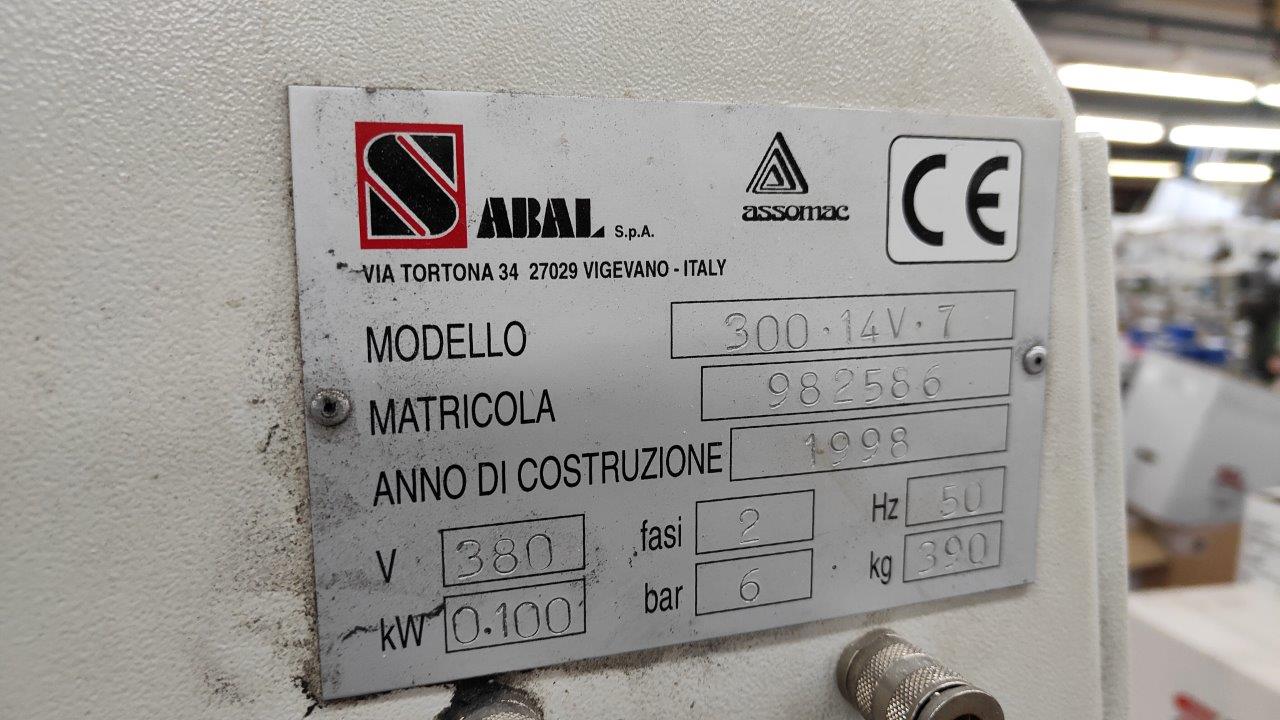 SABAL S.p.A.
assomac
CE
VIA TORTONA 34 27029 VIGEVANO - ITALY
MODELLO 300·14V·7
MATRICOLA 982586
ANNO DI COSTRUZIONE 1998
V 380 fasi 2 Hz 50
kW 0.100 bar 6 kg 390